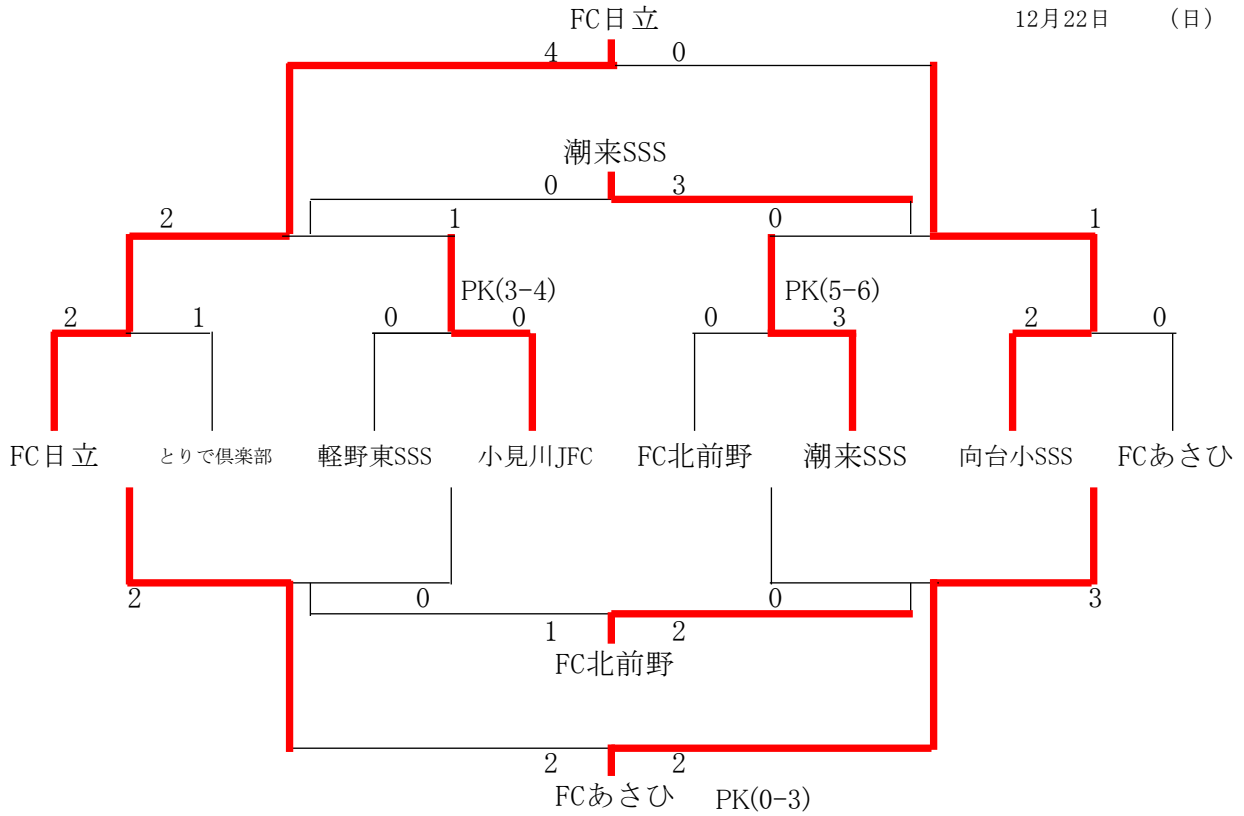 FC日立 12月22日 (日)
4 0
潮来SSS
0 3
2 1 0 1
PK(3-4) PK(5-6)
2 1 0 0 0 3 2 0
FC日立 とりで倶楽部 軽野東SSS 小見川JFC FC北前野 潮来SSS 向台小SSS FCあさひ
2 0 0 3
1 2
FC北前野
2 2
FCあさひ PK(0-3)